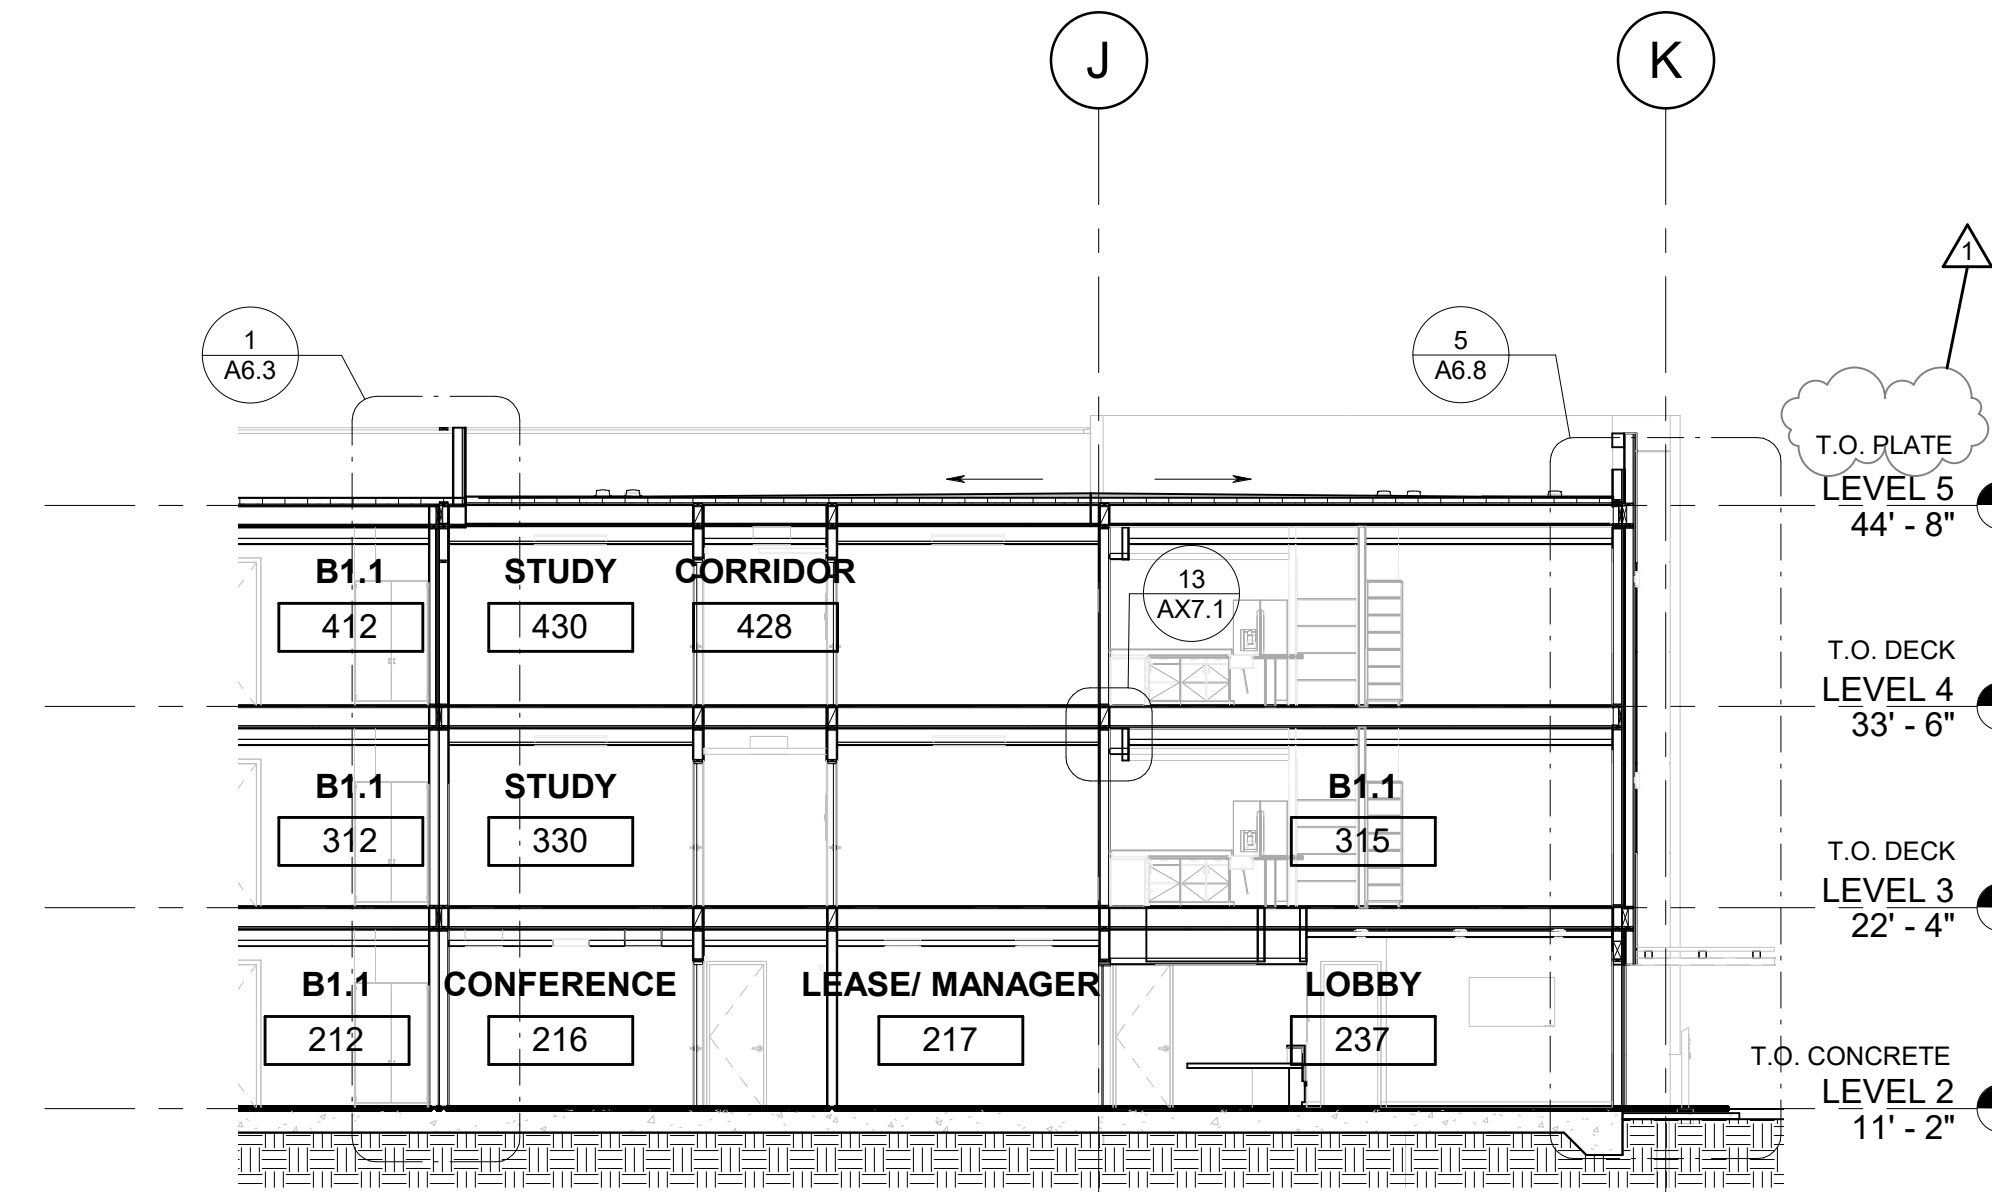 J
K
1
1
A6.3
5
A6.8
T.O. PLATE
LEVEL 5
44' - 8"
B1.1
STUDY
CORRIDOR
412
430
428
13
AX7.1
T.O. DECK
LEVEL 4
33' - 6"
B1.1
STUDY
B1.1
312
330
315
T.O. DECK
LEVEL 3
22' - 4"
B1.1
CONFERENCE
LEASE/ MANAGER
LOBBY
212
216
217
237
T.O. CONCRETE
LEVEL 2
11' - 2"